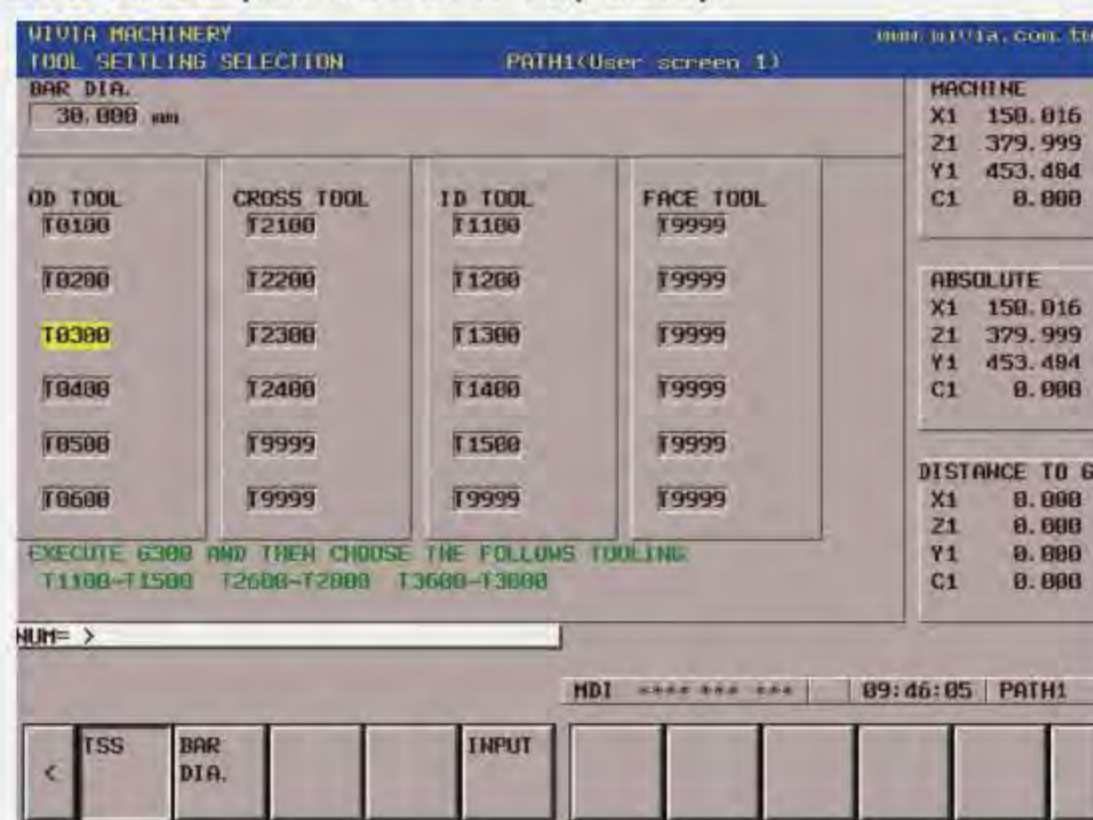 WIVIA MACHINERY
www.wivia.com.tw
TOOL SETTLING SELECTION
PATH1(User screen 1)
BAR DIA.
30.000 mm
OD TOOL
T0100
T0200
T0300
T0400
T0500
T0600
CROSS TOOL
T2100
T2200
T2300
T2400
T9999
T9999
ID TOOL
T1100
T1200
T1300
T1400
T1500
T9999
FACE TOOL
T9999
T9999
T9999
T9999
T9999
T9999
EXECUTE G300 AND THEN CHOOSE THE FOLLOWS TOOLING
T1100~T1500 T2600~T2800 T3600~T3800
MACHINE
X1 150.016
Z1 379.999
Y1 453.484
C1 0.000
ABSOLUTE
X1 150.016
Z1 379.999
Y1 453.484
C1 0.000
DISTANCE TO G
X1 0.000
Z1 0.000
Y1 0.000
C1 0.000
NUM= >
MDI **** *** *** 09:46:05 PATH1
<
TSS
BAR
DIA.
INPUT